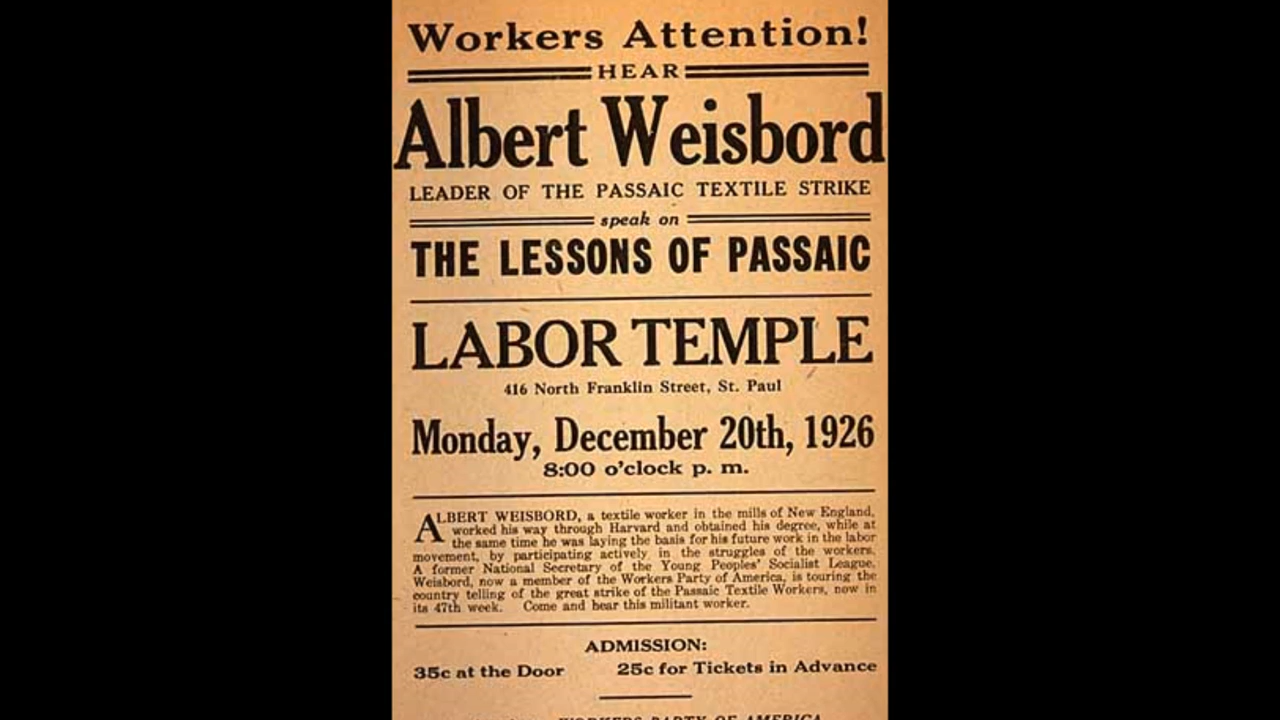 Workers Attention!
HEAR
Albert Weisbord
LEADER OF THE PASSAIC TEXTILE STRIKE
speak on
THE LESSONS OF PASSAIC
LABOR TEMPLE
416 North Franklin Street, St. Paul
Monday, December 20th, 1926
8:00 o'clock p. m.
ALBERT WEISBORD, a textile worker in the mills of New England,
worked his way through Harvard and obtained his degree, while at
the same time he was laying the basis for his future work in the labor
movement, by participating actively in the struggles of the workers.
A former National Secretary of the Young Peoples' Socialist League,
Weisbord, now a member of the Workers Party of America, is touring the
country telling of the great strike of the Passaic Textile Workers, now in
its 47th week. Come and hear this militant worker.
ADMISSION:
35c at the Door 25c for Tickets in Advance
WORKERS PARTY OF AMERICA